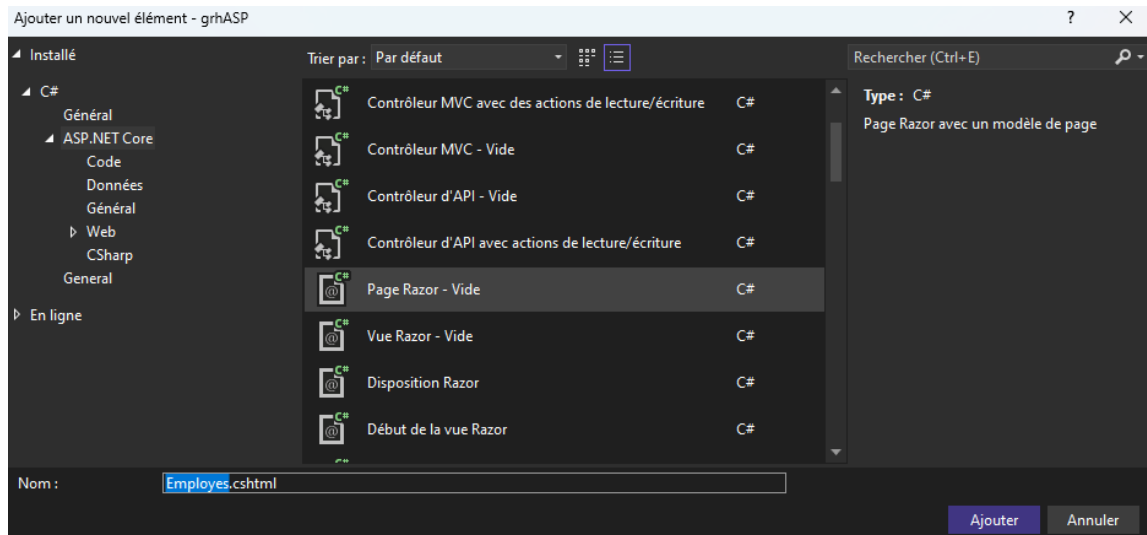 Ajouter un nouvel élément - grhASP
?
Installé
C#
Général
ASP.NET Core
Code
Données
Général
Web
CSharp
General
En ligne
Trier par : Par défaut
Contrôleur MVC avec des actions de lecture/écriture C#
Contrôleur MVC - Vide C#
Contrôleur d'API - Vide C#
Contrôleur d'API avec actions de lecture/écriture C#
Page Razor - Vide C#
Vue Razor - Vide C#
Disposition Razor C#
Début de la vue Razor C#
Rechercher (Ctrl+E)
Type : C#
Page Razor avec un modèle de page
Nom : Employes.cshtml
Ajouter Annuler